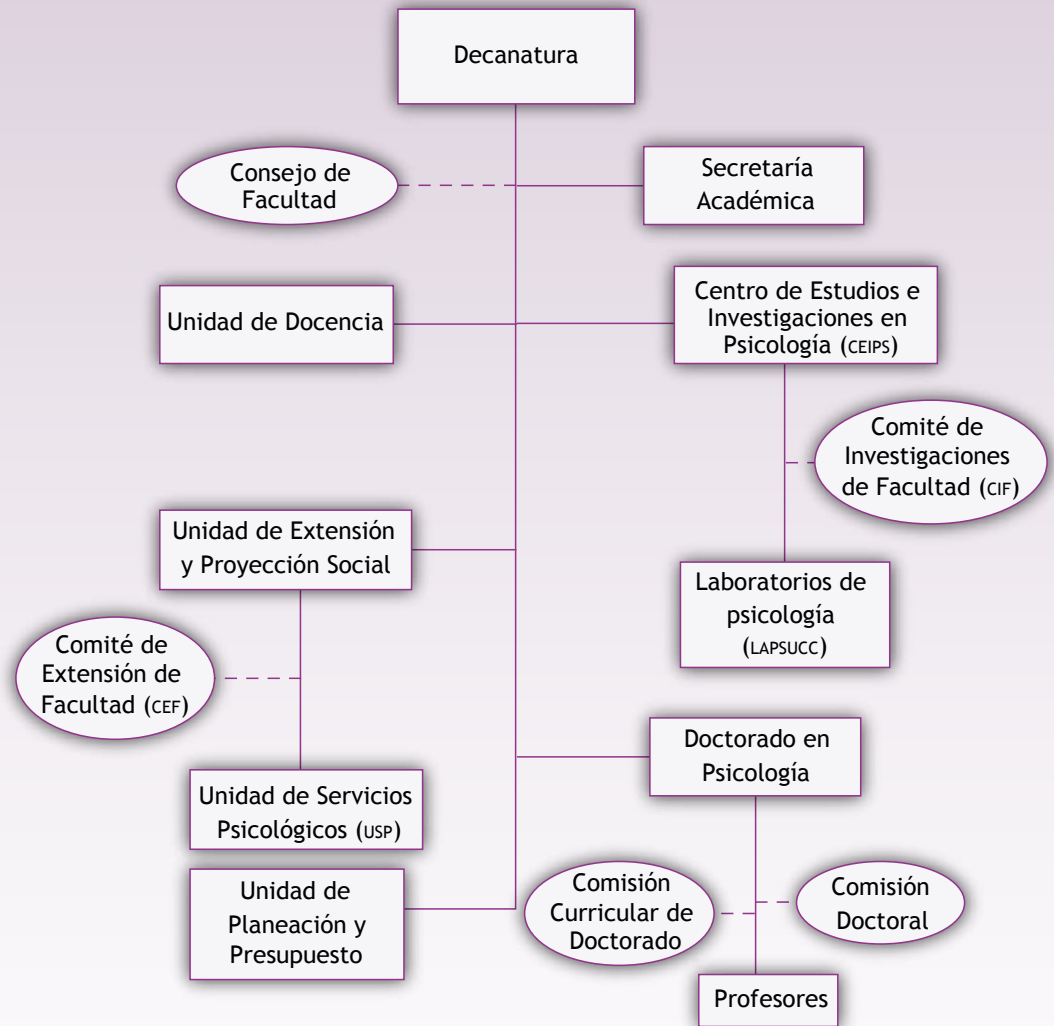 Decanatura
Consejo de
Facultad
Secretaría
Académica
Unidad de Docencia
Centro de Estudios e
Investigaciones en
Psicología (CEIPS)
Comité de
Investigaciones
de Facultad (CIF)
Unidad de Extensión
y Proyección Social
Laboratorios de
psicología
(LAPSUCC)
Comité de
Extensión de
Facultad (CEF)
Doctorado en
Psicología
Unidad de Servicios
Psicológicos (USP)
Unidad de
Planeación y
Presupuesto
Comisión
Curricular de
Doctorado
Comisión
Doctoral
Profesores